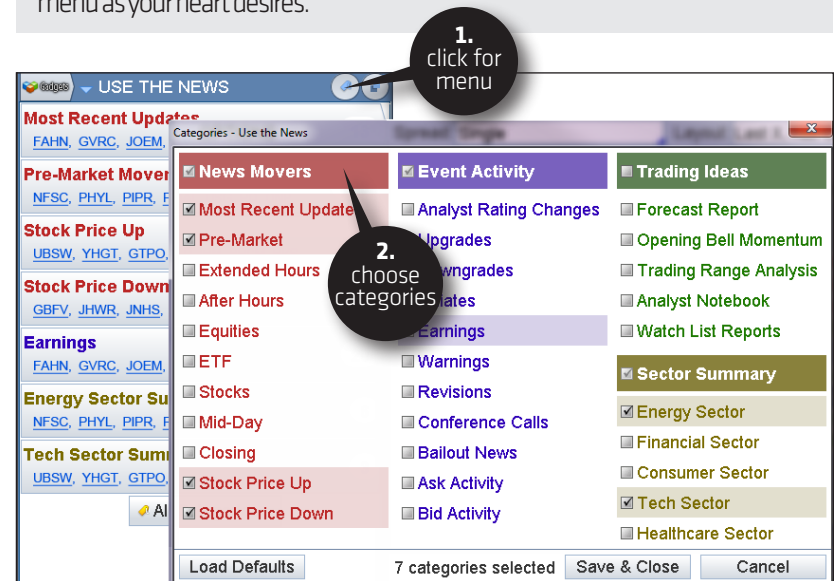 menu as your heart desires.
1.
click for
menu
Gadgets
USE THE NEWS
Most Recent Updates
FAHN, GVRC, JOEM,
Pre-Market Mover
NFSC, PHYL, PIPR,
Stock Price Up
UBSW, YHGT, GTPO,
Stock Price Down
GBFV, JHWR, JNHS,
Earnings
FAHN, GVRC, JOEM,
Energy Sector Su
NFSC, PHYL, PIPR,
Tech Sector Sum
UBSW, YHGT, GTPO,
Al
Categories - Use the News
Spread: Single
News Movers
Most Recent Update
Pre-Market
Extended Hours
After Hours
Equities
ETF
Stocks
Mid-Day
Closing
Stock Price Up
Stock Price Down
2.
choose
categories
Event Activity
Analyst Rating Changes
Upgrades
wngrades
ates
Earnings
Warnings
Revisions
Conference Calls
Bailout News
Ask Activity
Bid Activity
Trading Ideas
Forecast Report
Opening Bell Momentum
Trading Range Analysis
Analyst Notebook
Watch List Reports
Sector Summary
Energy Sector
Financial Sector
Consumer Sector
Tech Sector
Healthcare Sector
Load Defaults
7 categories selected
Save & Close
Cancel